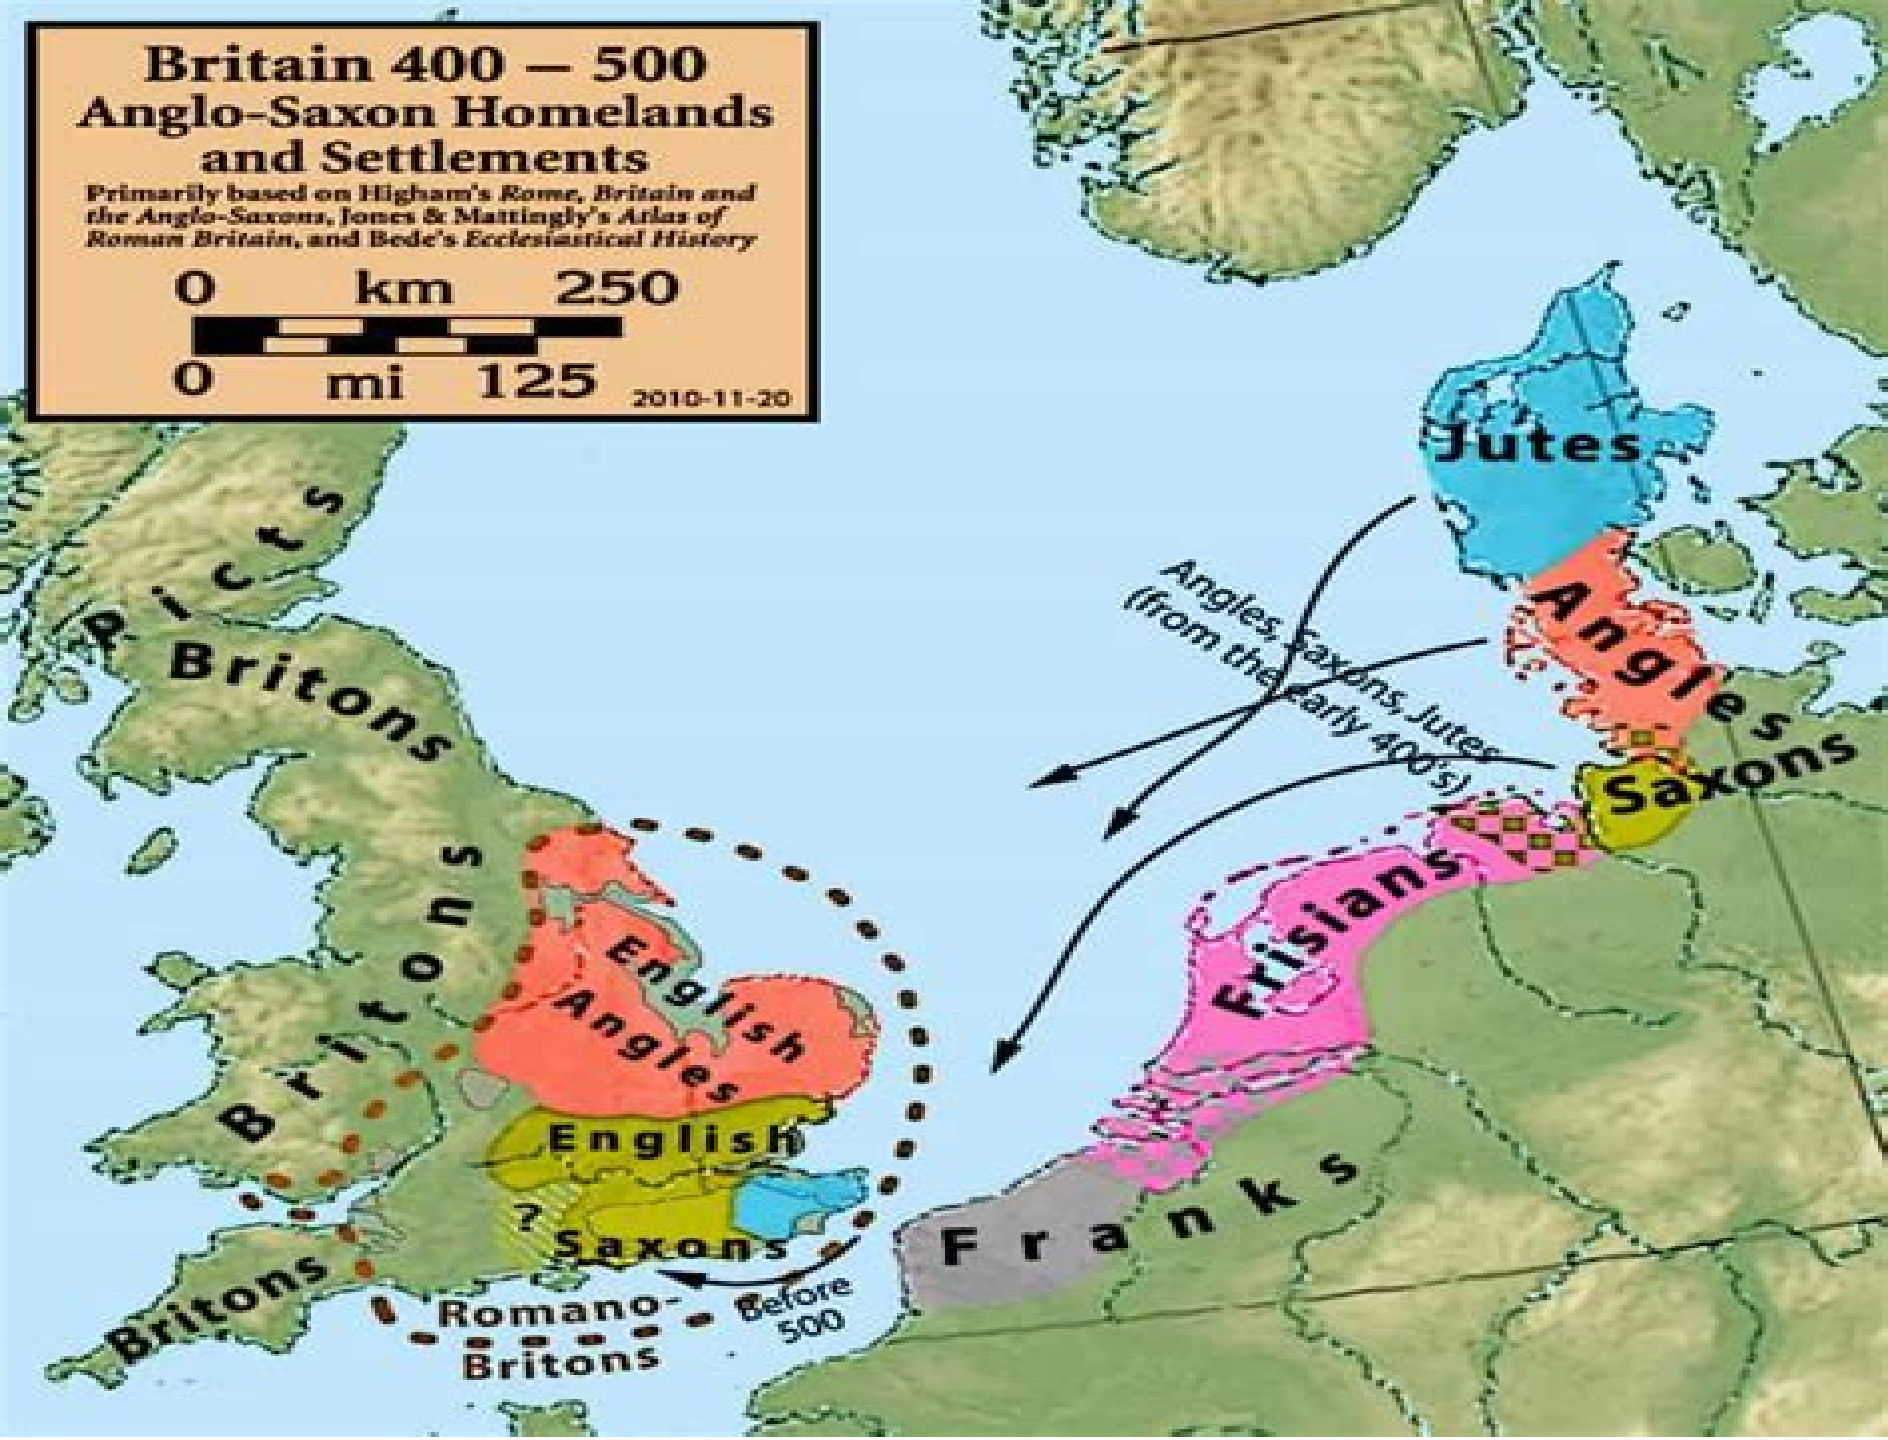 Britain 400 – 500
Anglo-Saxon Homelands
and Settlements
Primarily based on Higham's Rome, Britain and
the Anglo-Saxons, Jones & Mattingly's Atlas of
Roman Britain, and Bede's Ecclesiastical History
0 km 250
0 mi 125
2010-11-20
Picts
Britons
Britons
Britons
English
Angles
English
?
Saxons
Romano-
Britons
Before
500
Jutes
Angles
Saxons
Angles, Saxons, Jutes
(from the early 400's)
Frisians
Franks